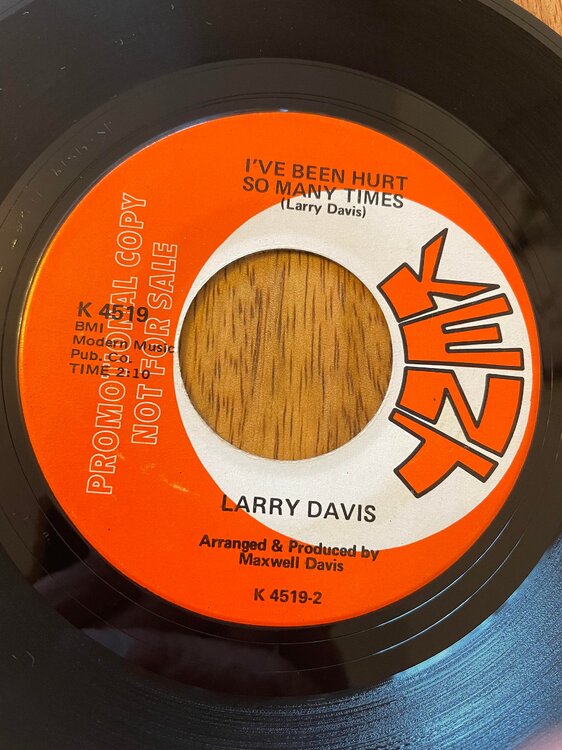 I'VE BEEN HURT
SO MANY TIMES
(Larry Davis)
KENT
PROMOTIONAL COPY
NOT FOR SALE
K 4519
BMI
Modern Music
Pub. Co.
TIME 2:10
LARRY DAVIS
Arranged & Produced by
Maxwell Davis
K 4519-2